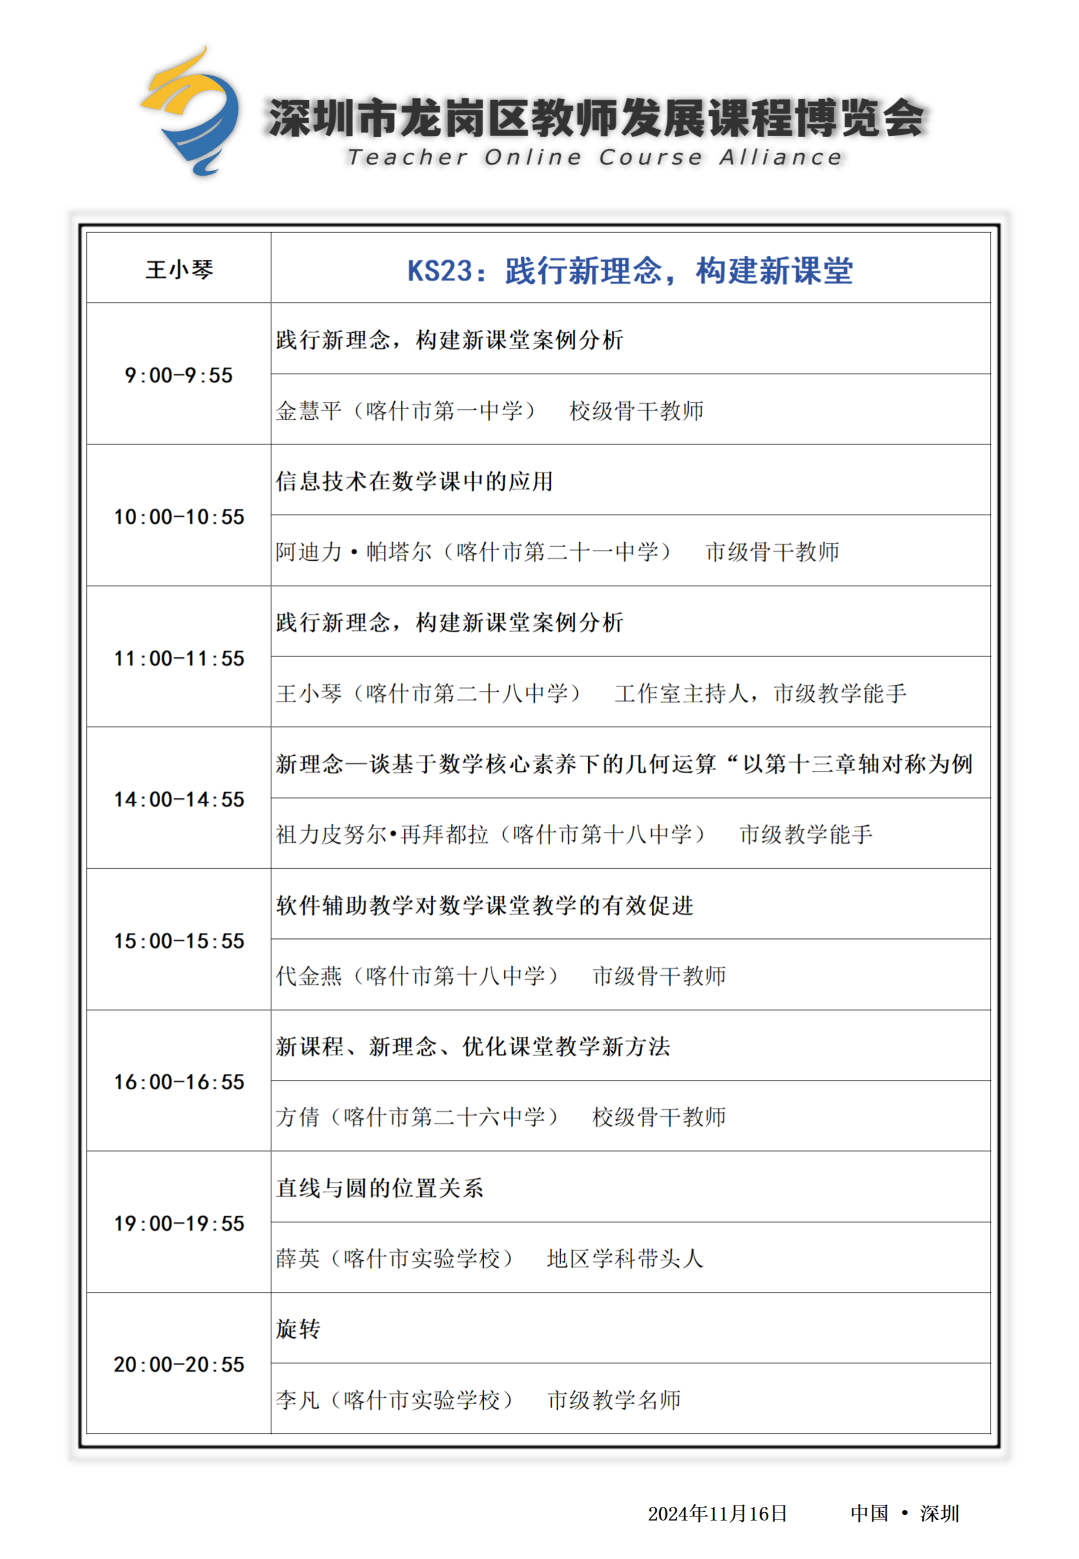 深圳市龙岗区教师发展课程博览会
Teacher Online Course Alliance
王小琴 KS23：践行新理念，构建新课堂
践行新理念，构建新课堂案例分析
9:00-9:55
金慧平（喀什市第一中学） 校级骨干教师
信息技术在数学课中的应用
10:00-10:55
阿迪力·帕塔尔（喀什市第二十一中学） 市级骨干教师
践行新理念，构建新课堂案例分析
11:00-11:55
王小琴（喀什市第二十八中学） 工作室主持人，市级教学能手
新理念—谈基于数学核心素养下的几何运算“以第十三章轴对称为例
14:00-14:55
祖力皮努尔•再拜都拉（喀什市第十八中学） 市级教学能手
软件辅助教学对数学课堂教学的有效促进
15:00-15:55
代金燕（喀什市第十八中学） 市级骨干教师
新课程、新理念、优化课堂教学新方法
16:00-16:55
方倩（喀什市第二十六中学） 校级骨干教师
直线与圆的位置关系
19:00-19:55
薛英（喀什市实验学校） 地区学科带头人
旋转
20:00-20:55
李凡（喀什市实验学校） 市级教学名师
2024年11月16日 中国 • 深圳